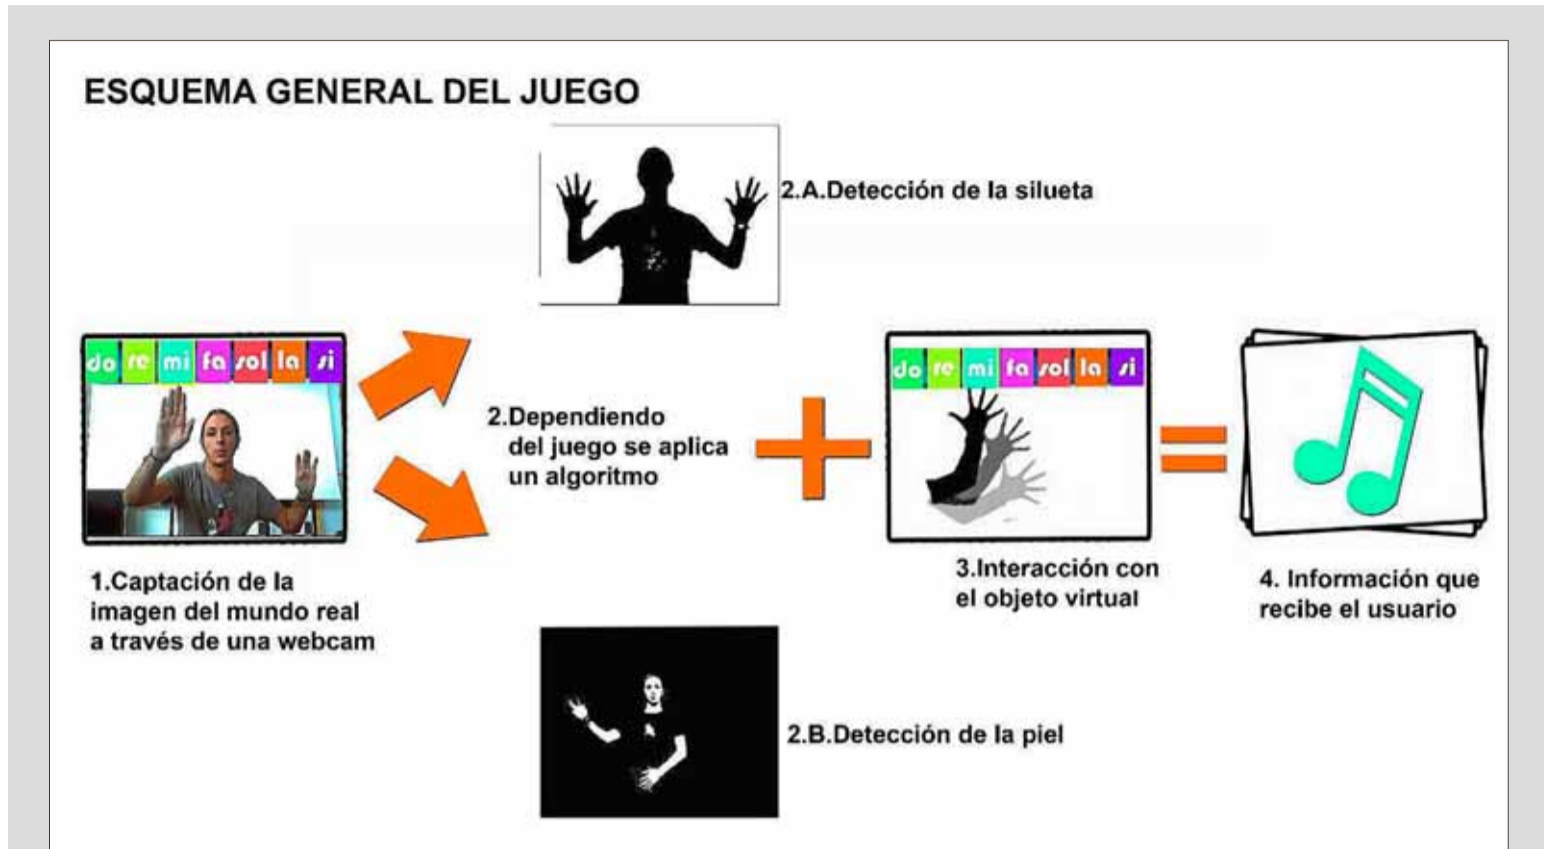 ESQUEMA GENERAL DEL JUEGO
2.A.Detección de la silueta
do re mi fa sol la si
2.Dependiendo
del juego se aplica
un algoritmo
do re mi fa sol la si
1.Captación de la
imagen del mundo real
a través de una webcam
3.Interacción con
el objeto virtual
4. Información que
recibe el usuario
2.B.Detección de la piel